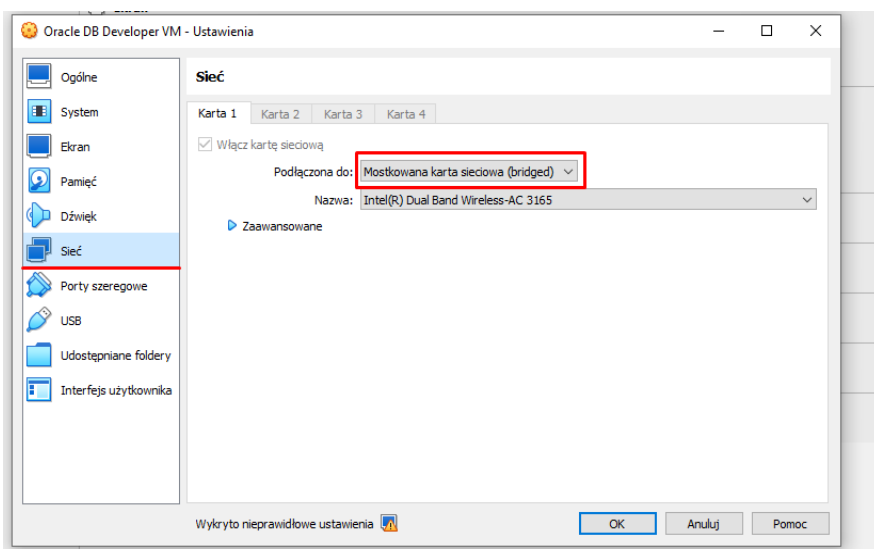 Oracle DB Developer VM - Ustawienia
Ogólne
System
Ekran
Pamięć
Dźwięk
Sieć
Porty szeregowe
USB
Udostępniane foldery
Interfejs użytkownika
Sieć
Karta 1 Karta 2 Karta 3 Karta 4
Włącz kartę sieciową
Podłączona do: Mostkowana karta sieciowa (bridged)
Nazwa: Intel(R) Dual Band Wireless-AC 3165
Zaawansowane
Wykryto nieprawidłowe ustawienia
OK Anuluj Pomoc